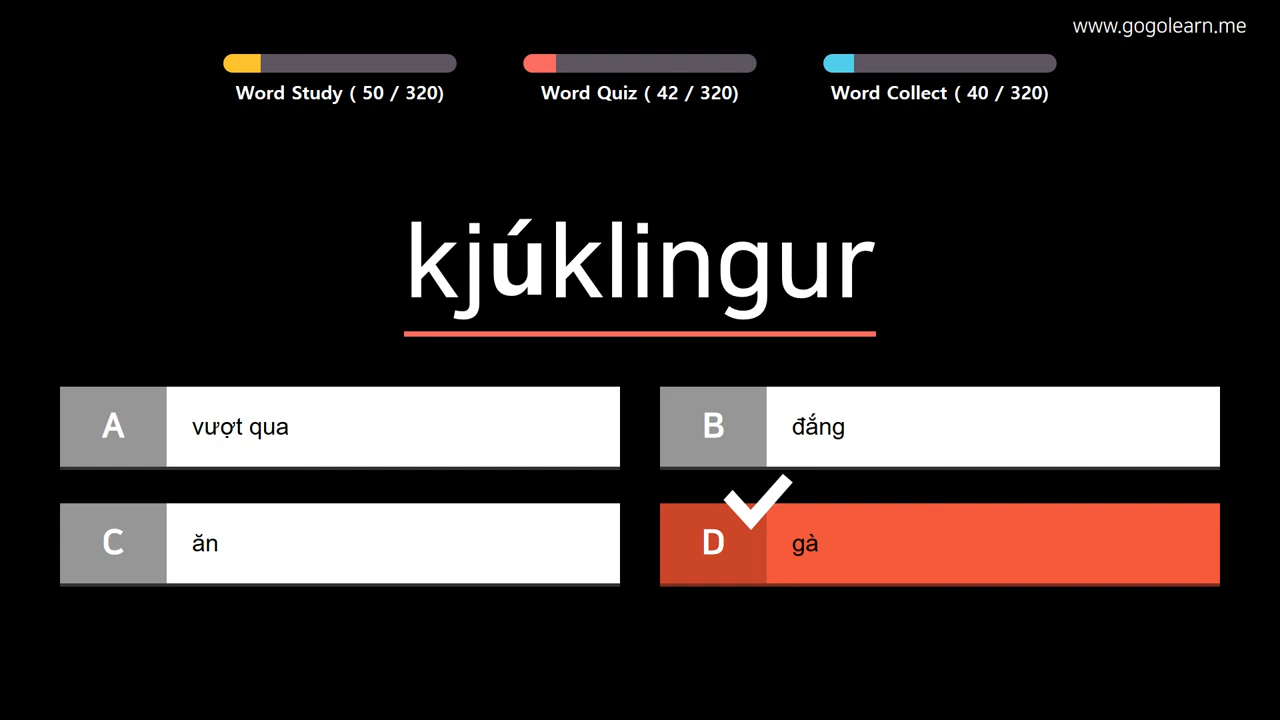 www.gogolearn.me
Word Study ( 50 / 320)
Word Quiz ( 42 / 320)
Word Collect ( 40 / 320)
kjúklingur
A vượt qua
B đắng
C ăn
D gà